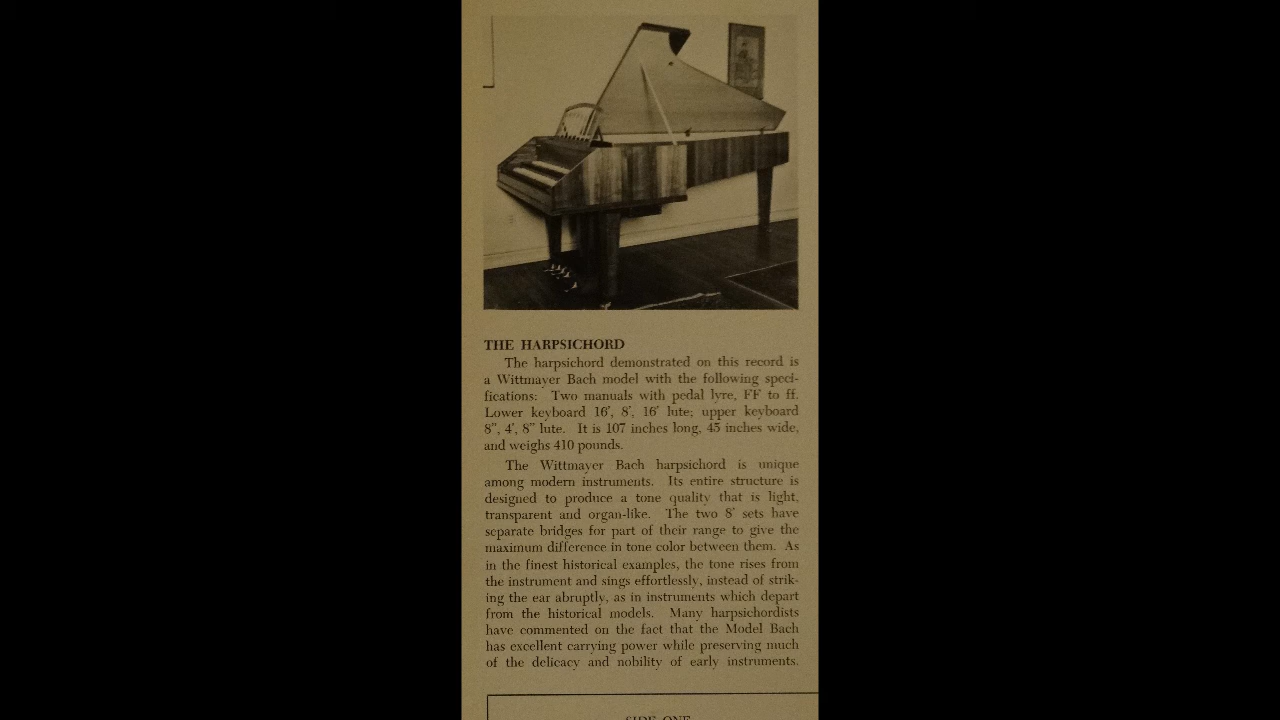 THE HARPSICHORD
The harpsichord demonstrated on this record is
a Wittmayer Bach model with the following speci-
fications: Two manuals with pedal lyre, FF to ff.
Lower keyboard 16′, 8′, 16′ lute; upper keyboard
8”, 4′, 8” lute. It is 107 inches long, 45 inches wide,
and weighs 410 pounds.
The Wittmayer Bach harpsichord is unique
among modern instruments. Its entire structure is
designed to produce a tone quality that is light,
transparent and organ-like. The two 8′ sets have
separate bridges for part of their range to give the
maximum difference in tone color between them. As
in the finest historical examples, the tone rises from
the instrument and sings effortlessly, instead of strik-
ing the ear abruptly, as in instruments which depart
from the historical models. Many harpsichordists
have commented on the fact that the Model Bach
has excellent carrying power while preserving much
of the delicacy and nobility of early instruments.
SIDE ONE